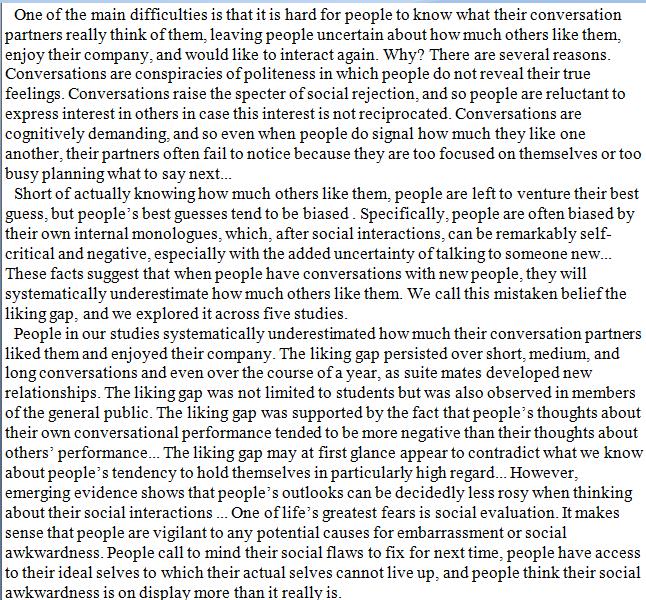 One of the main difficulties is that it is hard for people to know what their conversation
partners really think of them, leaving people uncertain about how much others like them,
enjoy their company, and would like to interact again. Why? There are several reasons.
Conversations are conspiracies of politeness in which people do not reveal their true
feelings. Conversations raise the specter of social rejection, and so people are reluctant to
express interest in others in case this interest is not reciprocated. Conversations are
cognitively demanding, and so even when people do signal how much they like one
another, their partners often fail to notice because they are too focused on themselves or too
busy planning what to say next...
Short of actually knowing how much others like them, people are left to venture their best
guess, but people’s best guesses tend to be biased . Specifically, people are often biased by
their own internal monologues, which, after social interactions, can be remarkably self-
critical and negative, especially with the added uncertainty of talking to someone new...
These facts suggest that when people have conversations with new people, they will
systematically underestimate how much others like them. We call this mistaken belief the
liking gap, and we explored it across five studies.
People in our studies systematically underestimated how much their conversation partners
liked them and enjoyed their company. The liking gap persisted over short, medium, and
long conversations and even over the course of a year, as suite mates developed new
relationships. The liking gap was not limited to students but was also observed in members
of the general public. The liking gap was supported by the fact that people’s thoughts about
their own conversational performance tended to be more negative than their thoughts about
others’ performance... The liking gap may at first glance appear to contradict what we know
about people’s tendency to hold themselves in particularly high regard... However,
emerging evidence shows that people’s outlooks can be decidedly less rosy when thinking
about their social interactions ... One of life’s greatest fears is social evaluation. It makes
sense that people are vigilant to any potential causes for embarrassment or social
awkwardness. People call to mind their social flaws to fix for next time, people have access
to their ideal selves to which their actual selves cannot live up, and people think their social
awkwardness is on display more than it really is.